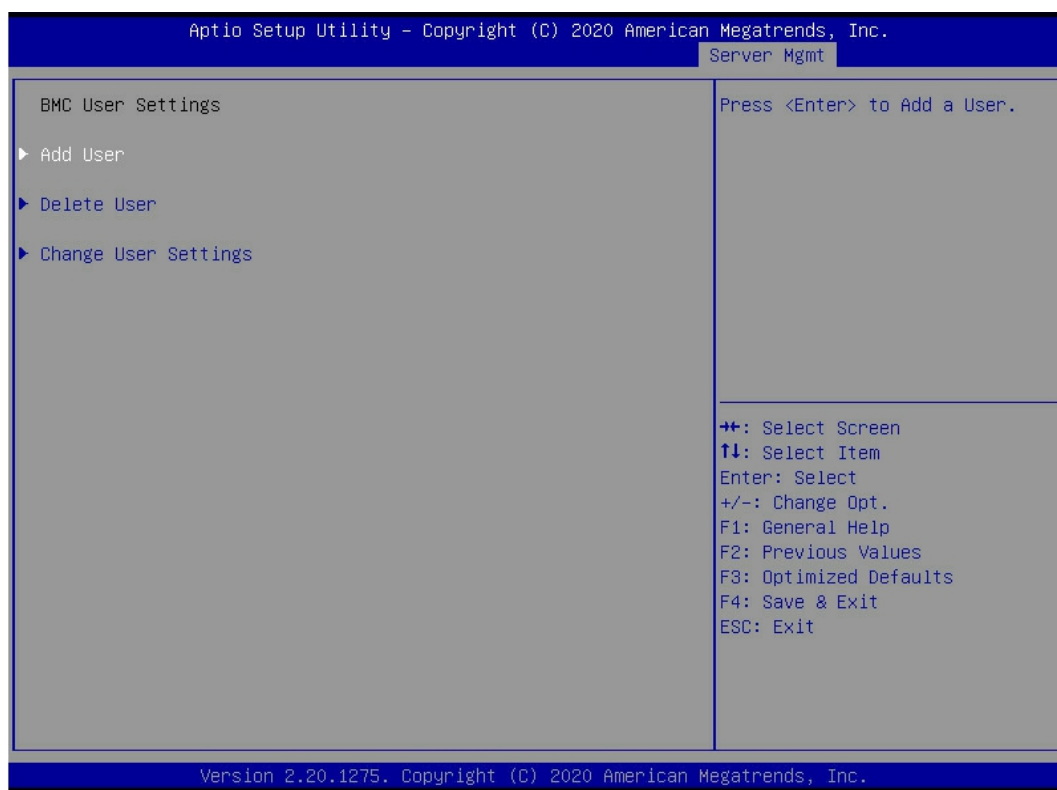 Aptio Setup Utility – Copyright (C) 2020 American Megatrends, Inc.
Server Mgmt
BMC User Settings
Add User
Delete User
Change User Settings
Press <Enter> to Add a User.
→←: Select Screen
↑↓: Select Item
Enter: Select
+/-: Change Opt.
F1: General Help
F2: Previous Values
F3: Optimized Defaults
F4: Save & Exit
ESC: Exit
Version 2.20.1275. Copyright (C) 2020 American Megatrends, Inc.